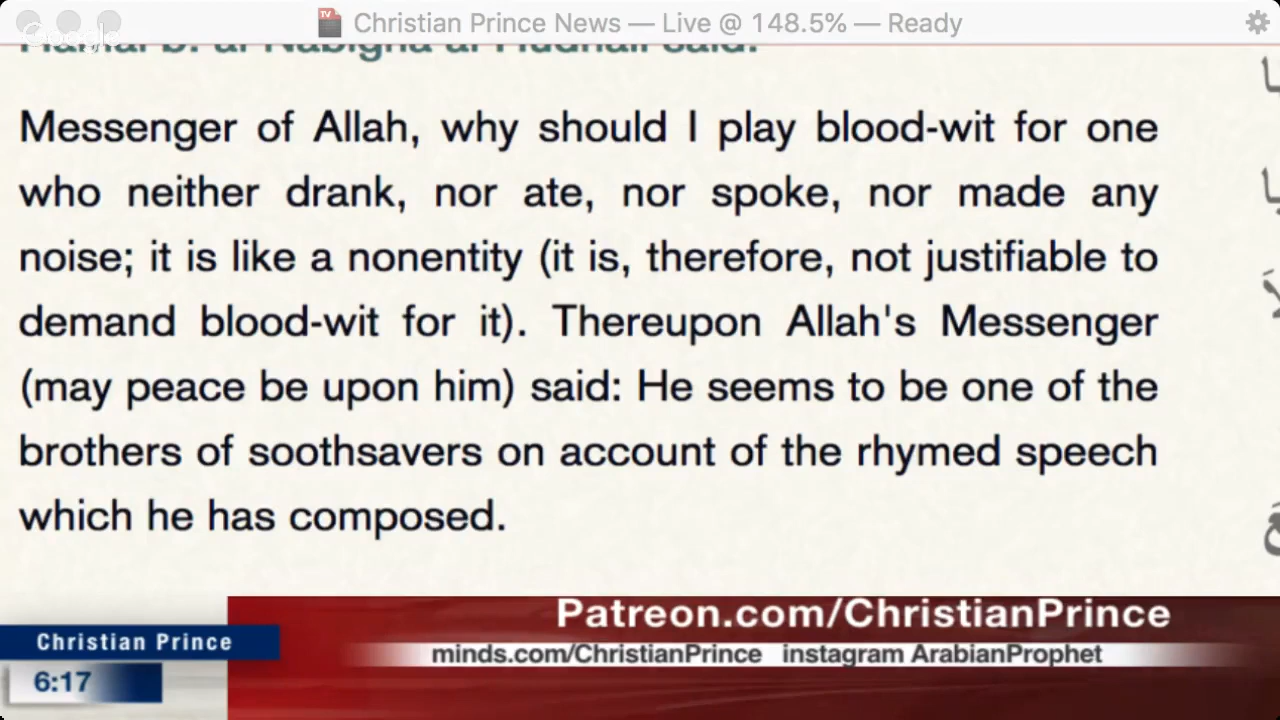 Christian Prince News — Live @ 148.5% — Ready
Google
said:
Messenger of Allah, why should I play blood-wit for one
who neither drank, nor ate, nor spoke, nor made any
noise; it is like a nonentity (it is, therefore, not justifiable to
demand blood-wit for it). Thereupon Allah's Messenger
(may peace be upon him) said: He seems to be one of the
brothers of soothsavers on account of the rhymed speech
which he has composed.
Patreon.com/ChristianPrince
Christian Prince
minds.com/ChristianPrince instagram ArabianProphet
6:17